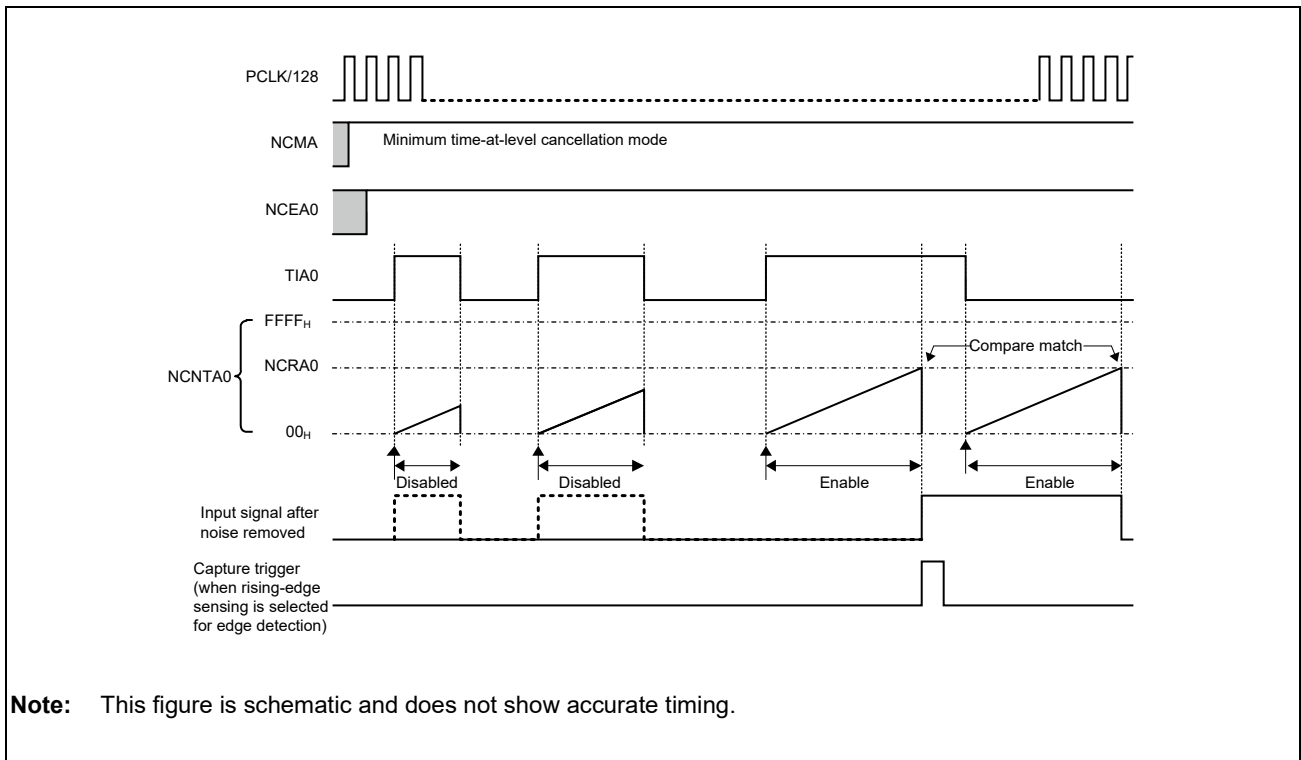 PCLK/128
NCMA
Minimum time-at-level cancellation mode
NCEA0
TIA0
FFFFH
NCRA0
Compare match
NCNTA0
00H
Disabled
Disabled
Enable
Enable
Input signal after
noise removed
Capture trigger
(when rising-edge
sensing is selected
for edge detection)
Note: This figure is schematic and does not show accurate timing.